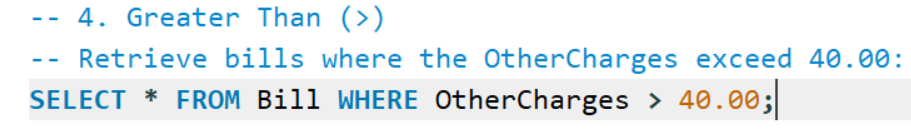 -- 4. Greater Than (>)
-- Retrieve bills where the OtherCharges exceed 40.00:
SELECT * FROM Bill WHERE OtherCharges > 40.00;